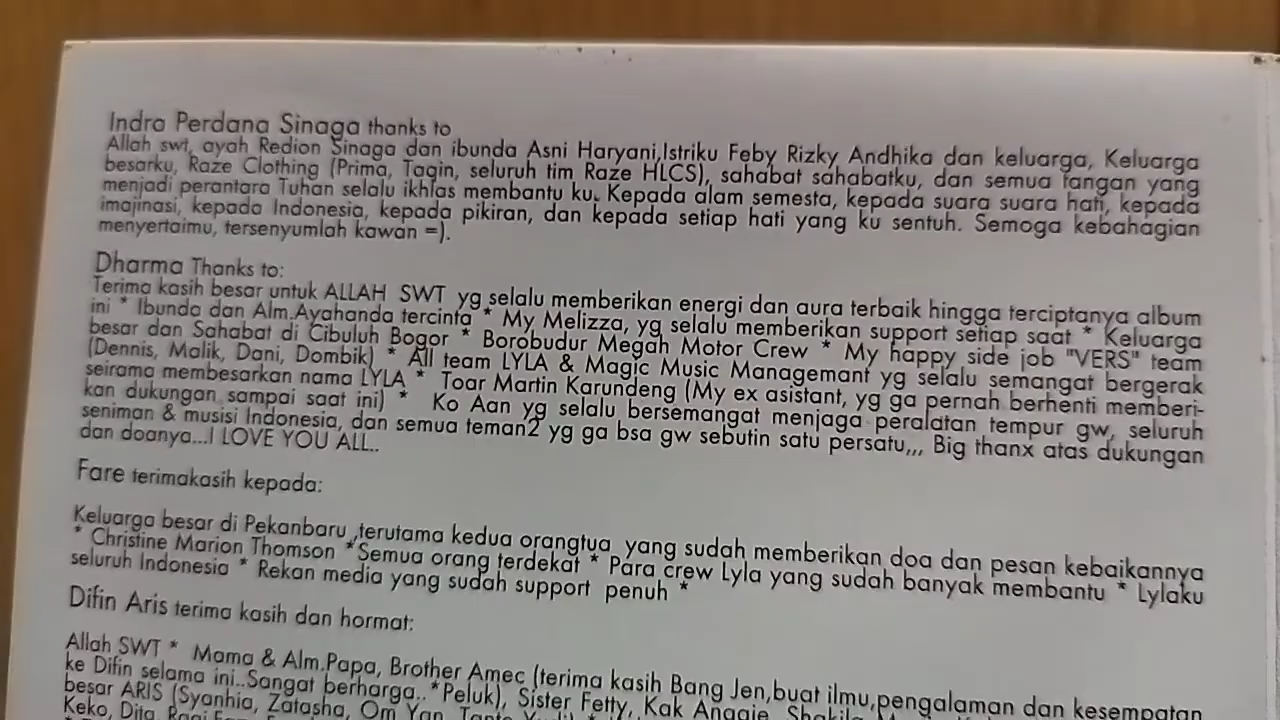 Indra Perdana Sinaga thanks to
Allah swt, ayah Redion Sinaga dan ibunda Asni Haryani,Istriku Feby Rizky Andhika dan keluarga, Keluarga
besarku, Raze Clothing (Prima, Taqin, seluruh tim Raze HLCS), sahabat sahabatku, dan semua tangan yang
menjadi perantara Tuhan selalu ikhlas membantu ku. Kepada alam semesta, kepada suara suara hati, kepada
imajinasi, kepada Indonesia, kepada pikiran, dan kepada setiap hati yang ku sentuh. Semoga kebahagian
menyertaimu, tersenyumlah kawan =).
Dharma Thanks to:
Terima kasih besar untuk ALLAH SWT yg selalu memberikan energi dan aura terbaik hingga terciptanya album
ini * Ibunda dan Alm.Ayahanda tercinta * My Melizza, yg selalu memberikan support setiap saat * Keluarga
besar dan Sahabat di Cibuluh Bogor * Borobudur Megah Motor Crew * My happy side job "VERS" team
(Dennis, Malik, Dani, Dombik) * All team LYLA & Magic Music Managemant yg selalu semangat bergerak
seirama membesarkan nama LYLA * Toar Martin Karundeng (My ex asistant, yg ga pernah berhenti memberi-
kan dukungan sampai saat ini) * Ko Aan yg selalu bersemangat menjaga peralatan tempur gw, seluruh
seniman & musisi Indonesia, dan semua teman2 yg ga bsa gw sebutin satu persatu,,, Big thanx atas dukungan
dan doanya...I LOVE YOU ALL..
Fare terimakasih kepada:
Keluarga besar di Pekanbaru ,terutama kedua orangtua yang sudah memberikan doa dan pesan kebaikannya
* Christine Marion Thomson *Semua orang terdekat * Para crew Lyla yang sudah banyak membantu * Lylaku
seluruh Indonesia * Rekan media yang sudah support penuh *
Difin Aris terima kasih dan hormat:
Allah SWT * Mama & Alm.Papa, Brother Amec (terima kasih Bang Jen,buat ilmu,pengalaman dan kesempatan
ke Difin selama ini..Sangat berharga..*Peluk), Sister Fetty, Kak Anggie,
besar ARIS (Syanhia, Zatasha, Om Yan,
Keko, Dita,